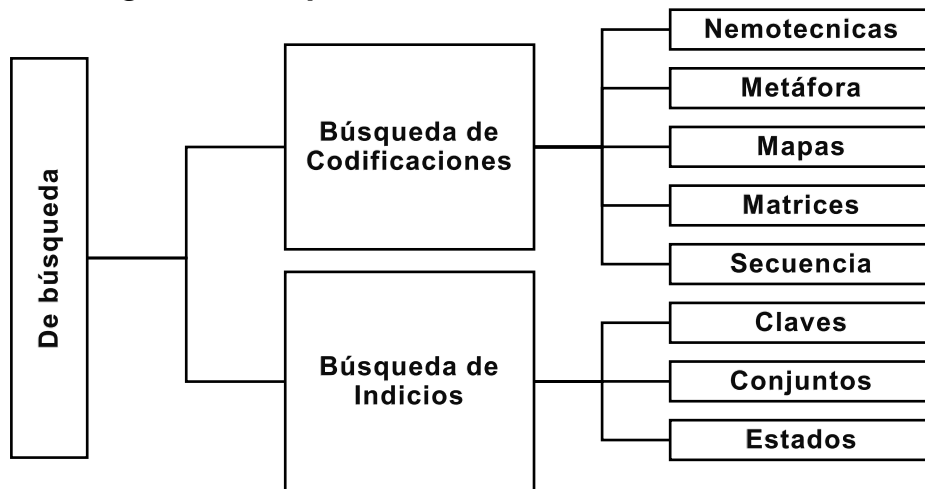 De búsqueda
Búsqueda de
Codificaciones
Nemotecnicas
Metáfora
Mapas
Matrices
Secuencia
Búsqueda de
Indicios
Claves
Conjuntos
Estados